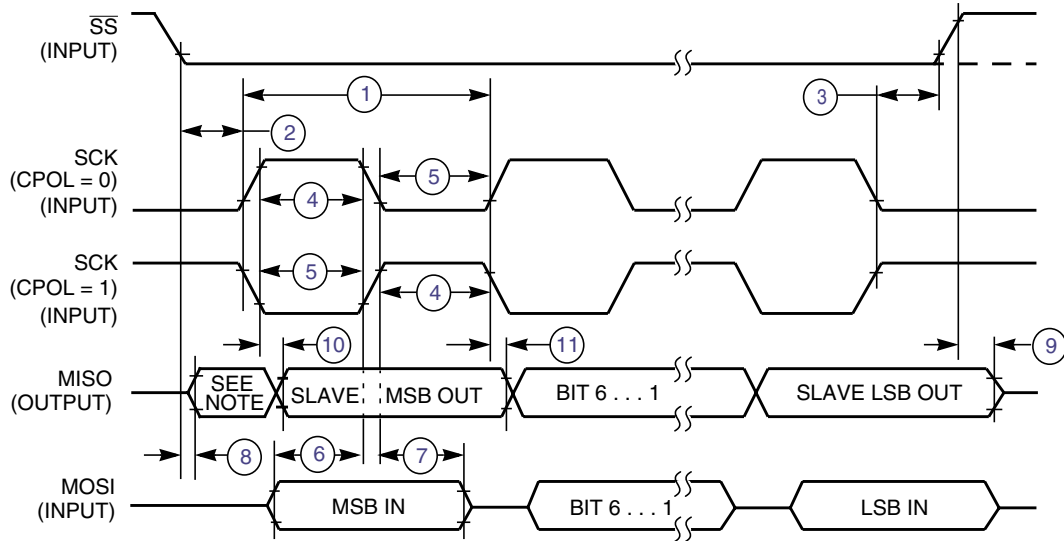 SS
(INPUT)
1
3
2
SCK
(CPOL = 0)
(INPUT)
5
4
SCK
(CPOL = 1)
(INPUT)
5
4
10
11
9
MISO
(OUTPUT)
SEE
NOTE
SLAVE
MSB OUT
BIT 6 . . . 1
SLAVE LSB OUT
8
6
7
MOSI
(INPUT)
MSB IN
BIT 6 . . . 1
LSB IN